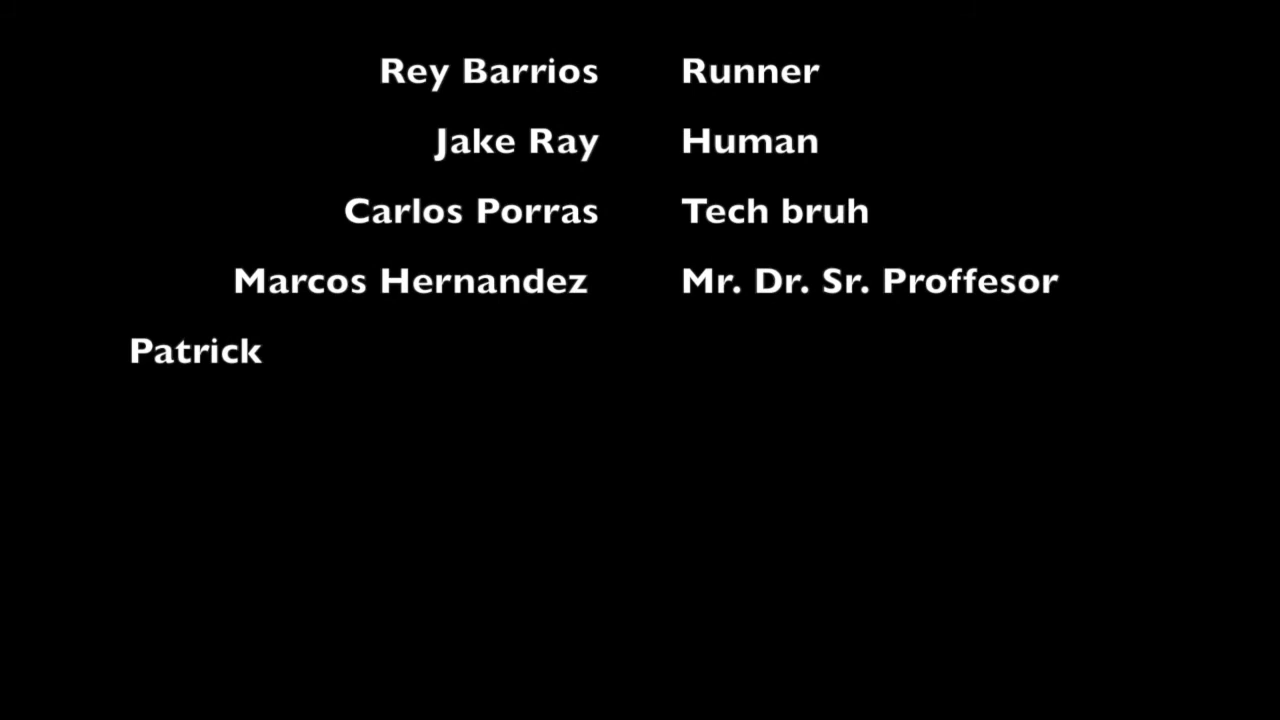 Rey Barrios Runner
Jake Ray Human
Carlos Porras Tech bruh
Marcos Hernandez Mr. Dr. Sr. Proffesor
Patrick